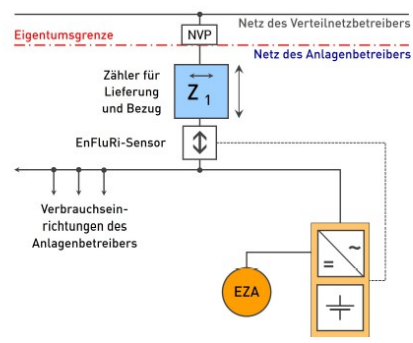 Netz des Verteilnetzbetreibers
NVP
Eigentumsgrenze
Netz des Anlagenbetreibers
Zähler für
Lieferung
und Bezug
Z 1
EnFluRi-Sensor
Verbrauchsein-
richtungen des
Anlagenbetreibers
EZA
~
=